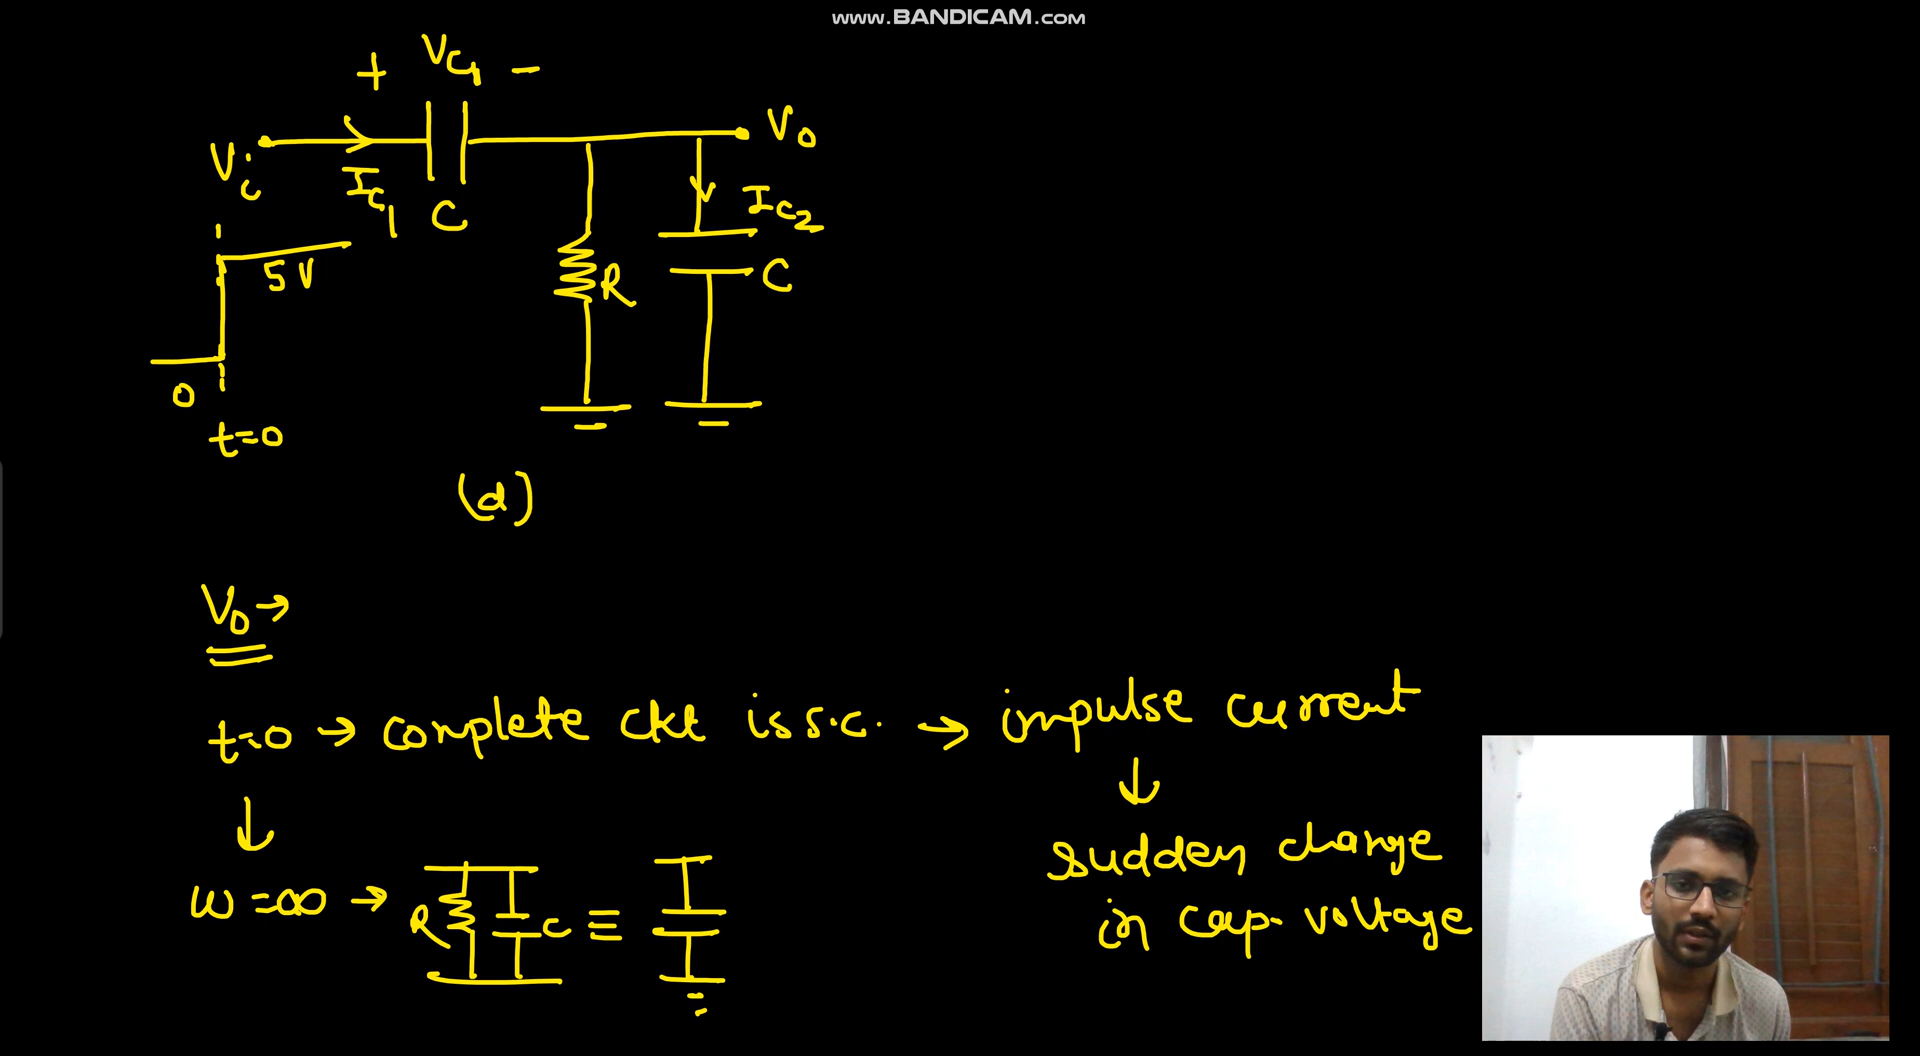 www.BANDICAM.com
+ Vc1 -
Vi
Ic1
C
Vo
Ic2
R
C
5V
0
t=0
(d)
Vo →
t=0 → complete ckt is s.c. → impulse current
↓
↓
sudden change
in cap. voltage
ω=∞ → R C ≡